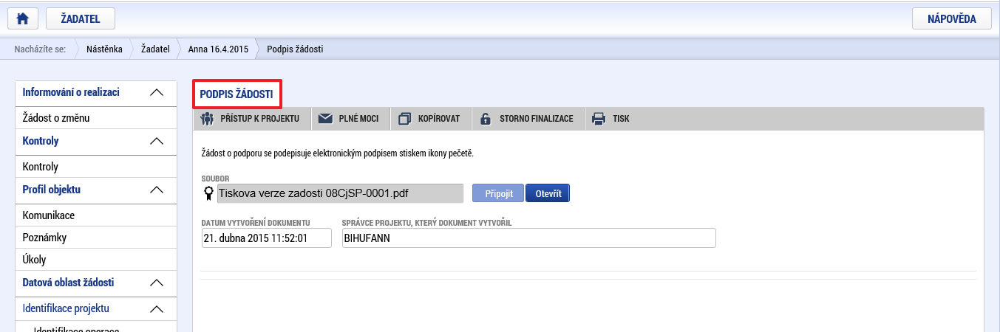 ŽADATEL
NÁPOVĚDA
Nacházíte se: Nástěnka Žadatel Anna 16.4.2015 Podpis žádosti
Informování o realizaci
Žádost o změnu
Kontroly
Kontroly
Profil objektu
Komunikace
Poznámky
Úkoly
Datová oblast žádosti
Identifikace projektu
Identifikace operace
PODPIS ŽÁDOSTI
PŘÍSTUP K PROJEKTU PLNÉ MOCI KOPÍROVAT STORNO FINALIZACE TISK
Žádost o podporu se podepisuje elektronickým podpisem stiskem ikony pečetě.
SOUBOR
Tiskova verze zadosti 08CjSP-0001.pdf Připojit Otevřít
DATUM VYTVOŘENÍ DOKUMENTU SPRÁVCE PROJEKTU, KTERÝ DOKUMENT VYTVOŘIL
21. dubna 2015 11:52:01 BIHUFANN